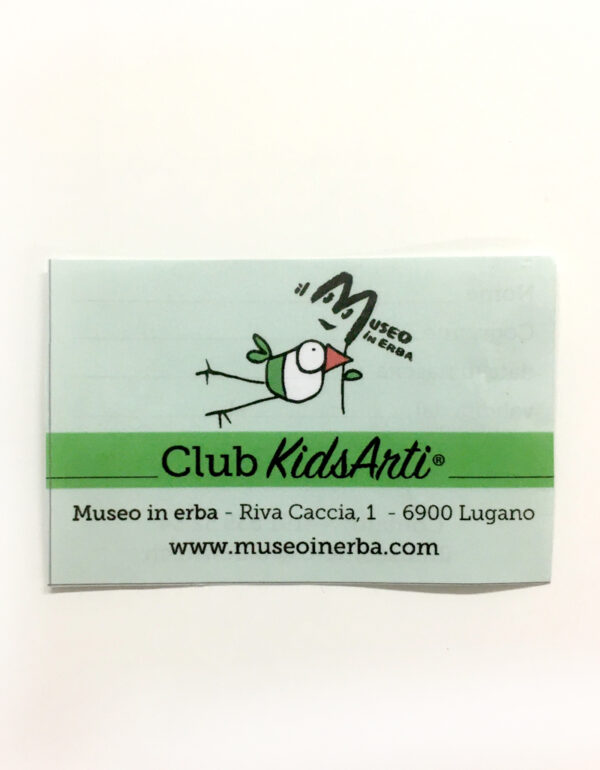 il Museo
in erba
Club KidsArti®
Museo in erba - Riva Caccia, 1 - 6900 Lugano
www.museoinerba.com